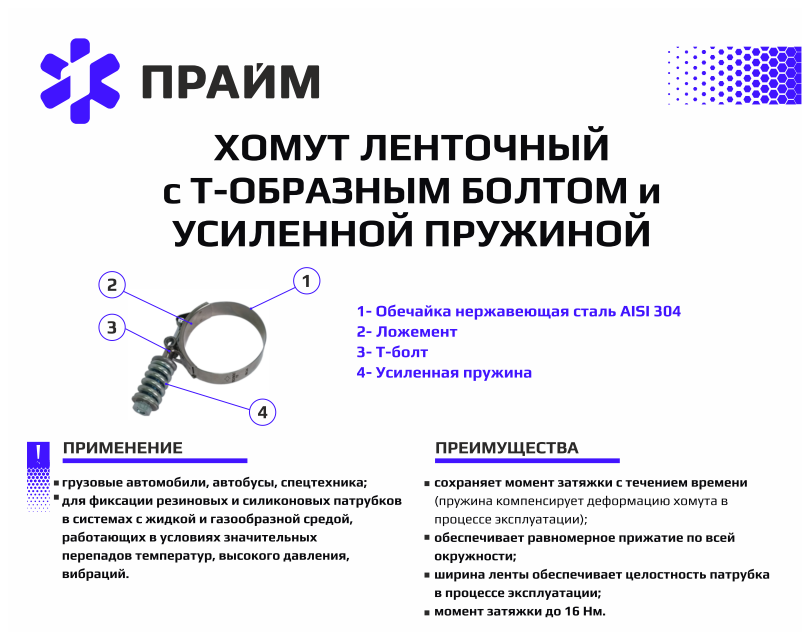 ПРАЙМ
ХОМУТ ЛЕНТОЧНЫЙ
с Т-ОБРАЗНЫМ БОЛТОМ и
УСИЛЕННОЙ ПРУЖИНОЙ
2
1
3
4
1- Обечайка нержавеющая сталь AISI 304
2- Ложемент
3- Т-болт
4- Усиленная пружина
!
ПРИМЕНЕНИЕ
грузовые автомобили, автобусы, спецтехника;
для фиксации резиновых и силиконовых патрубков
в системах с жидкой и газообразной средой,
работающих в условиях значительных
перепадов температур, высокого давления,
вибраций.
ПРЕИМУЩЕСТВА
сохраняет момент затяжки с течением времени
(пружина компенсирует деформацию хомута в
процессе эксплуатации);
обеспечивает равномерное прижатие по всей
окружности;
ширина ленты обеспечивает целостность патрубка
в процессе эксплуатации;
момент затяжки до 16 Нм.